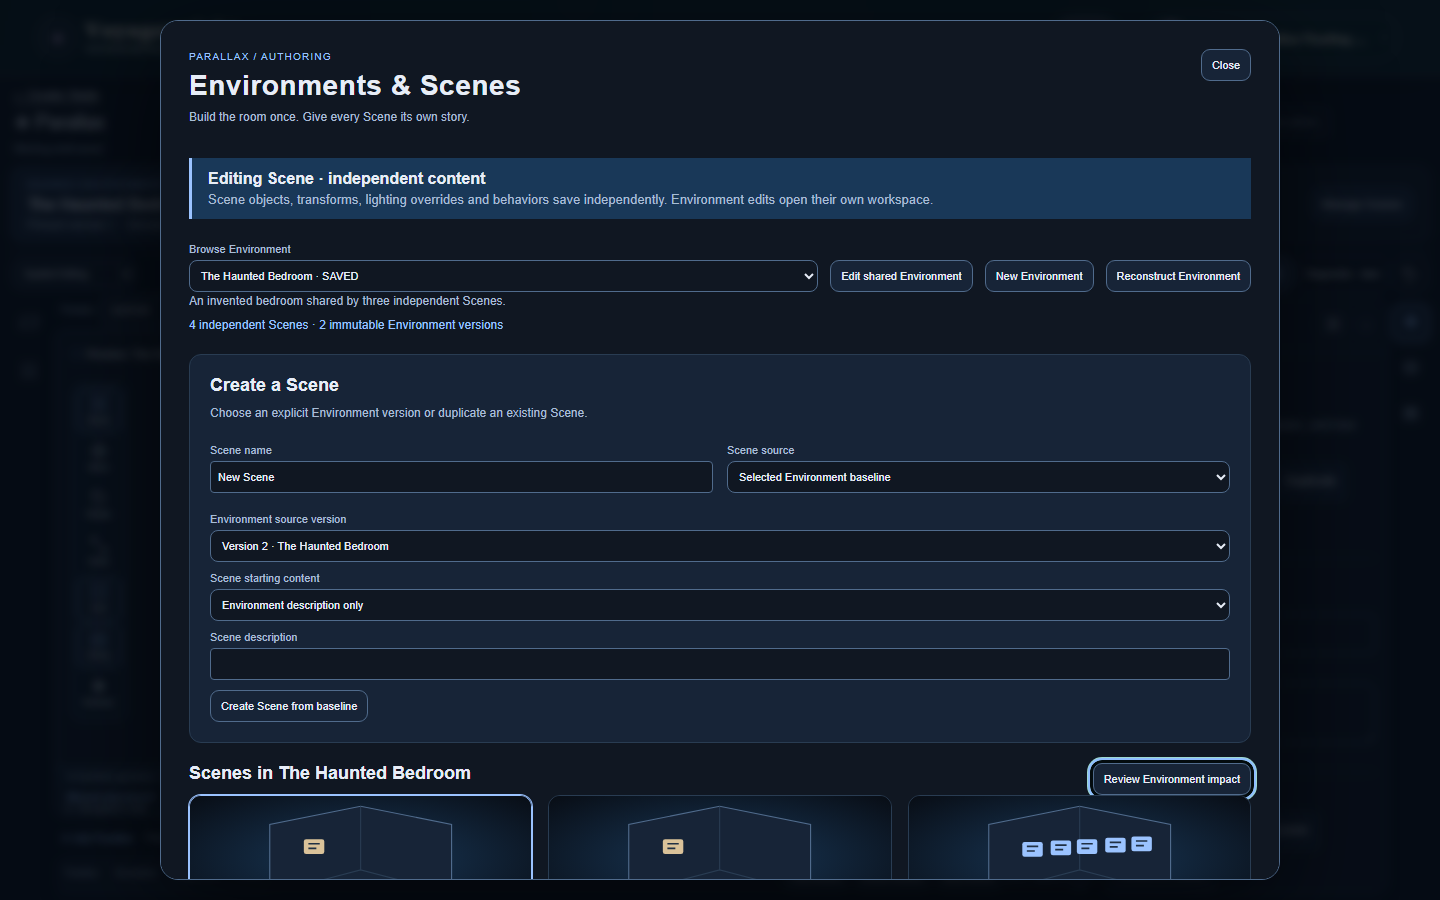 PARALLAX / AUTHORING
Environments & Scenes
Build the room once. Give every Scene its own story.
Close
Editing Scene · independent content
Scene objects, transforms, lighting overrides and behaviors save independently. Environment edits open their own workspace.
Browse Environment
The Haunted Bedroom · SAVED
Edit shared Environment
New Environment
Reconstruct Environment
An invented bedroom shared by three independent Scenes.
4 independent Scenes · 2 immutable Environment versions
Create a Scene
Choose an explicit Environment version or duplicate an existing Scene.
Scene name
Scene source
New Scene
Selected Environment baseline
Environment source version
Version 2 · The Haunted Bedroom
Scene starting content
Environment description only
Scene description
Create Scene from baseline
Scenes in The Haunted Bedroom
Review Environment impact